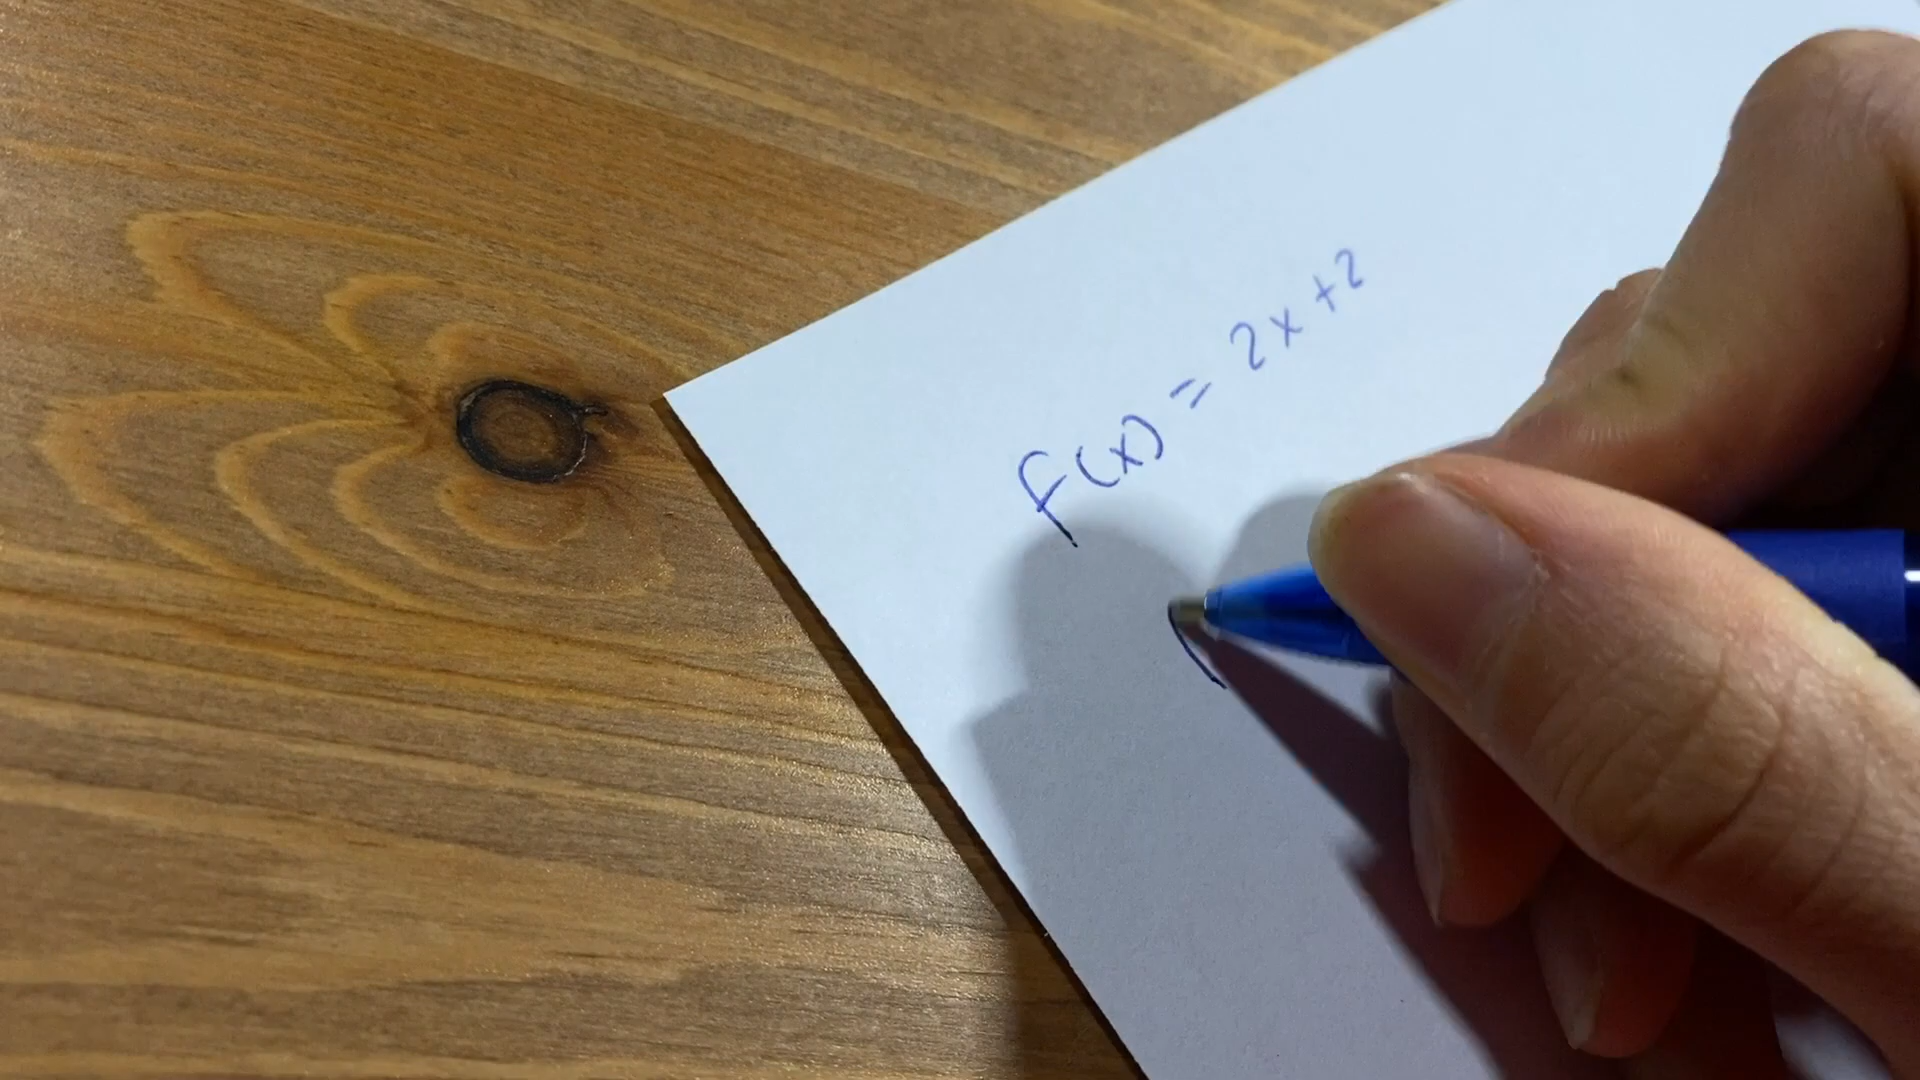 f(x) = 2x+2